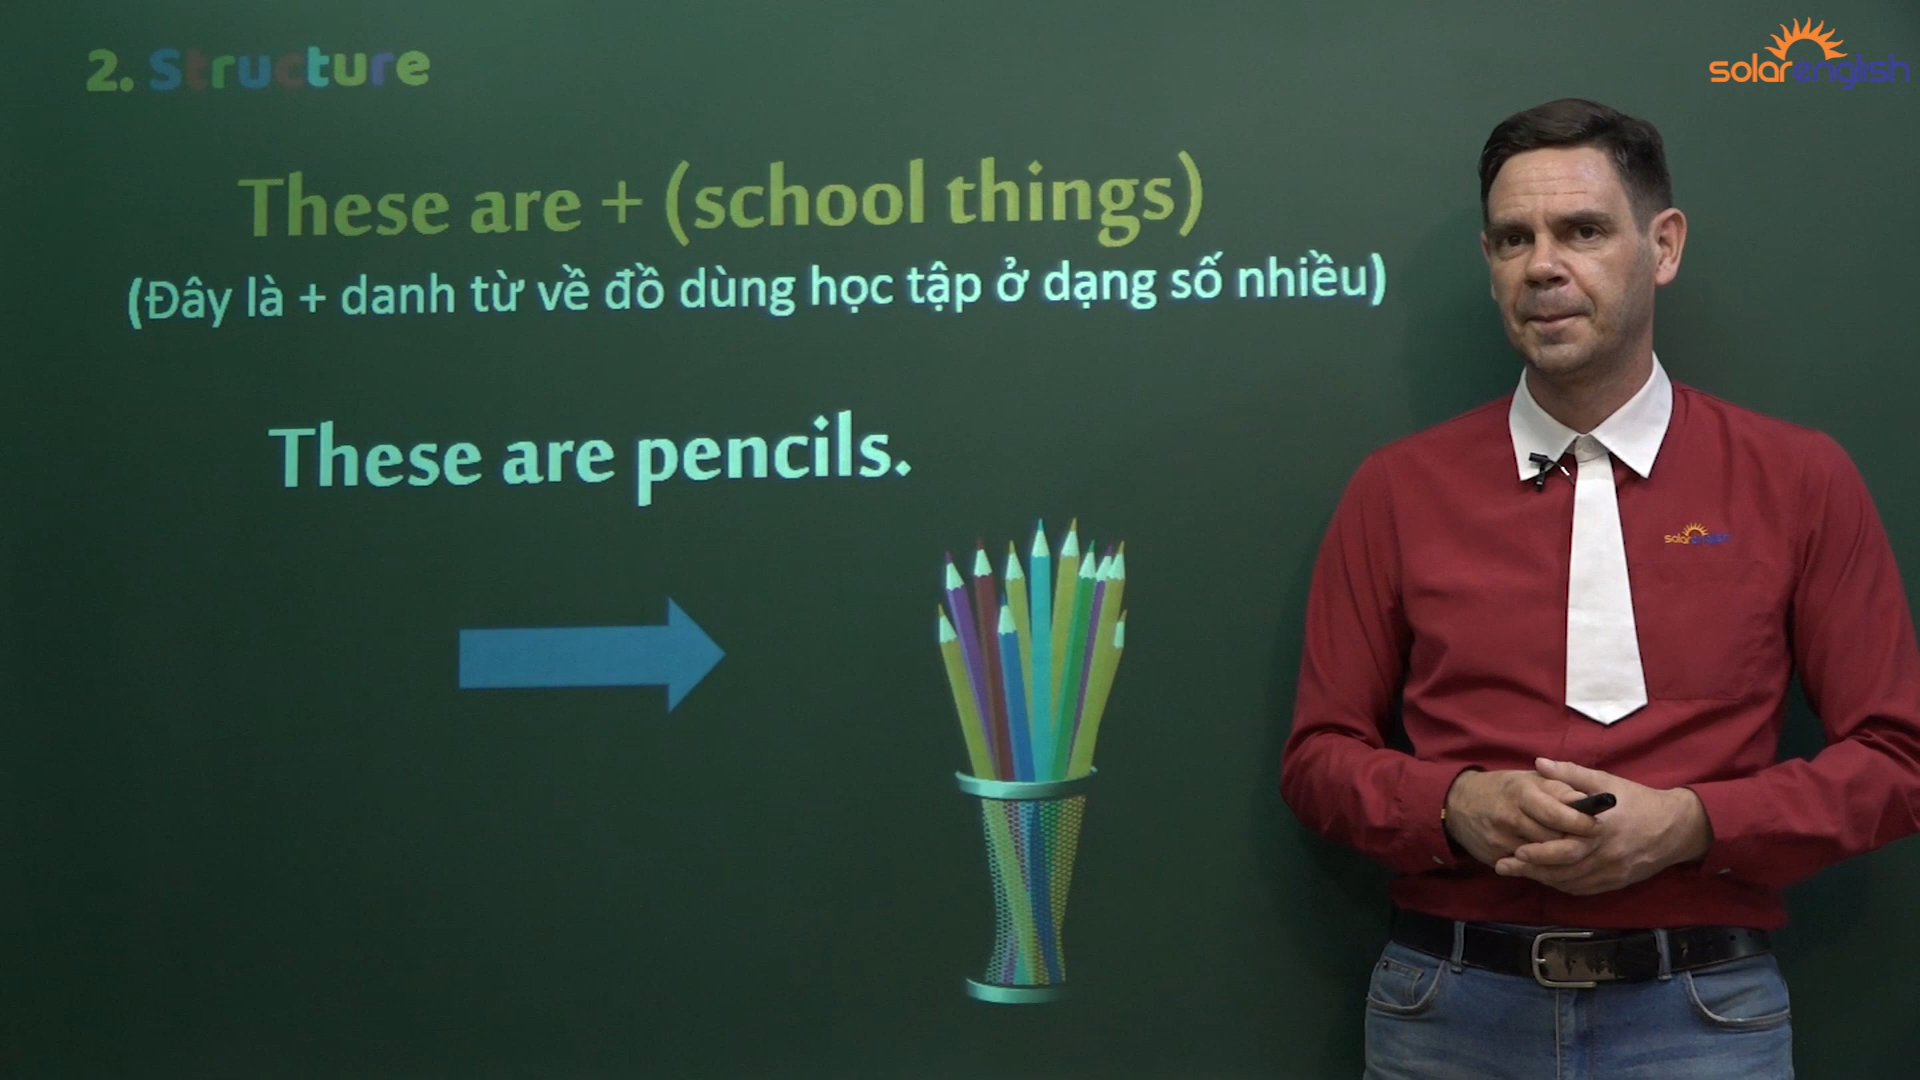 solarenglish
2. Structure
These are + (school things)
(Đây là + danh từ về đồ dùng học tập ở dạng số nhiều)
These are pencils.
solarenglish